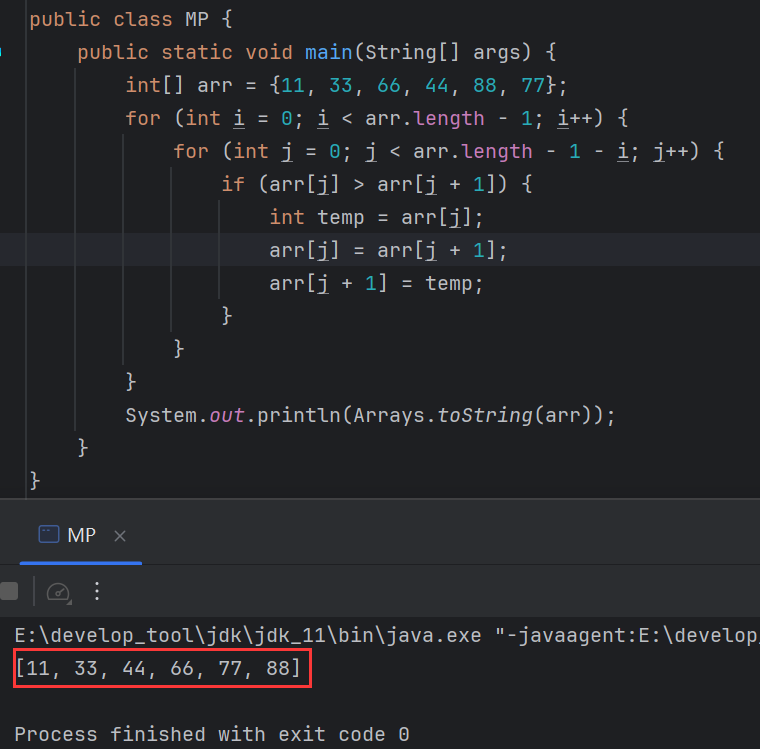 public class MP {
public static void main(String[] args) {
int[] arr = {11, 33, 66, 44, 88, 77};
for (int i = 0; i < arr.length - 1; i++) {
for (int j = 0; j < arr.length - 1 - i; j++) {
if (arr[j] > arr[j + 1]) {
int temp = arr[j];
arr[j] = arr[j + 1];
arr[j + 1] = temp;
}
}
}
System.out.println(Arrays.toString(arr));
}
}
MP
E:\develop_tool\jdk\jdk_11\bin\java.exe "-javaagent:E:\develop_
[11, 33, 44, 66, 77, 88]
Process finished with exit code 0